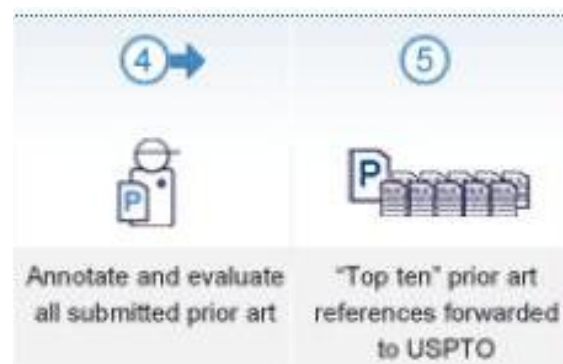 4
5
P
P
Annotate and evaluate
all submitted prior art
"Top ten" prior art
references forwarded
to USPTO